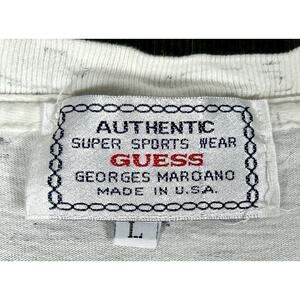 AUTHENTIC
SUPER SPORTS WEAR
GUESS
GEORGES MARCIANO
MADE IN U.S.A.
L